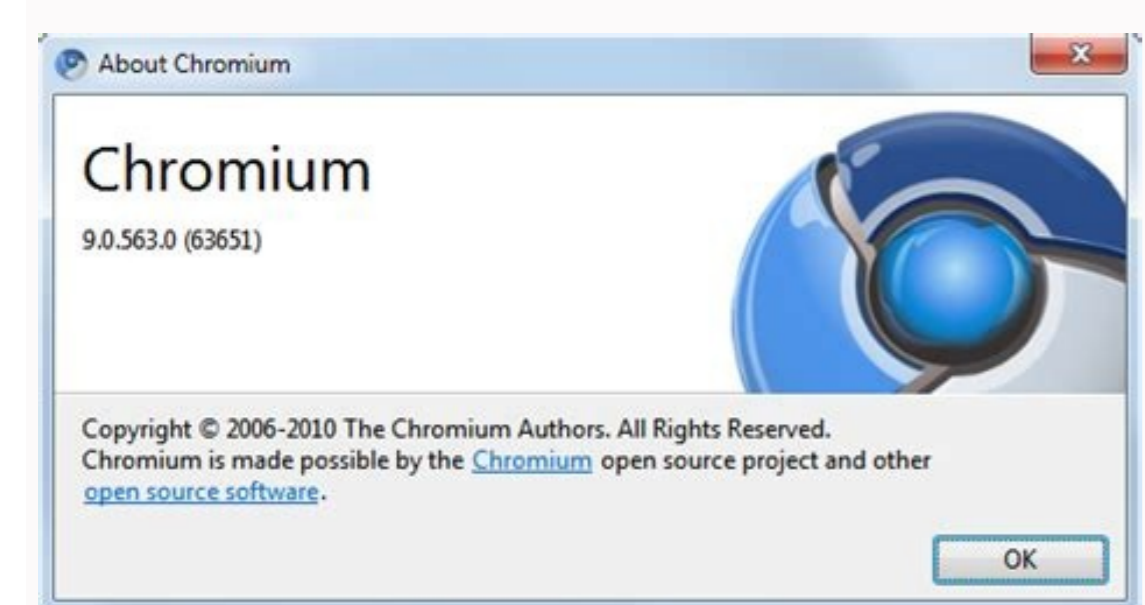 About Chromium
Chromium
9.0.563.0 (63651)
Copyright © 2006-2010 The Chromium Authors. All Rights Reserved.
Chromium is made possible by the Chromium open source project and other
open source software.
OK